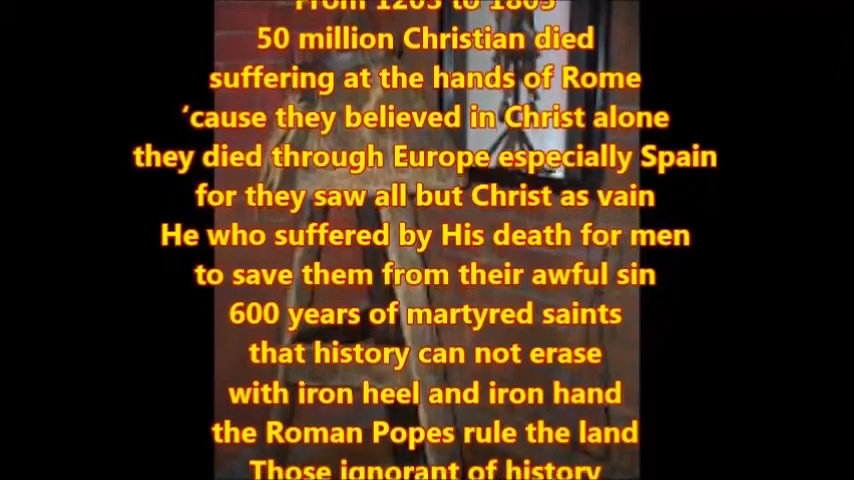 From 1203 to 1805
50 million Christian died
suffering at the hands of Rome
‘cause they believed in Christ alone
they died through Europe especially Spain
for they saw all but Christ as vain
He who suffered by His death for men
to save them from their awful sin
600 years of martyred saints
that history can not erase
with iron heel and iron hand
the Roman Popes rule the land
Those ignorant of history